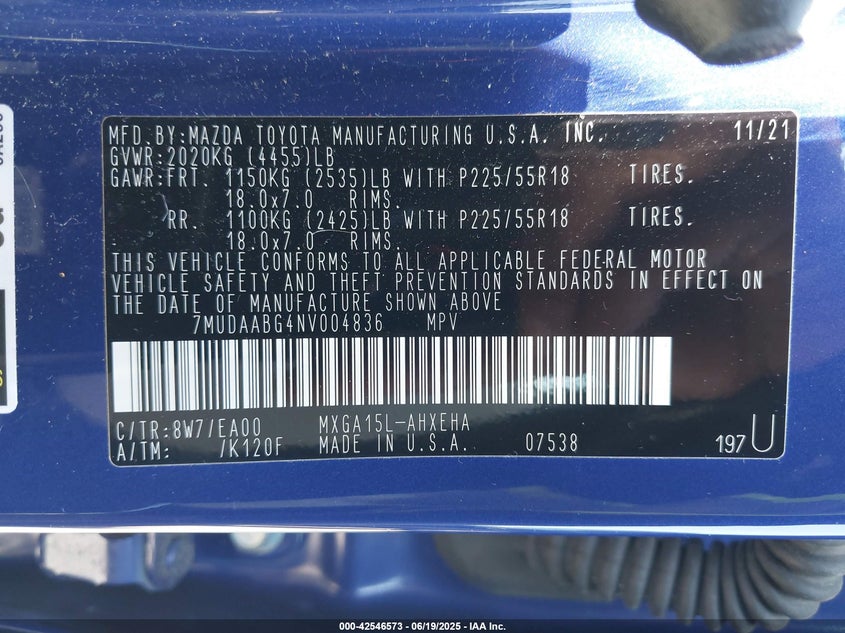 MFD.BY:MAZDA TOYOTA MANUFACTURING U.S.A. INC. 11/21
GVWR:2020KG (4455)LB
GAWR:FRT. 1150KG (2535)LB WITH P225/55R18 TIRES.
18.0x7.0 RIMS.
RR. 1100KG (2425)LB WITH P225/55R18 TIRES.
18.0x7.0 RIMS.
THIS VEHICLE CONFORMS TO ALL APPLICABLE FEDERAL MOTOR
VEHICLE SAFETY AND THEFT PREVENTION STANDARDS IN EFFECT ON
THE DATE OF MANUFACTURE SHOWN ABOVE.
7MUDAABG4NV004836 MPV
C/TR:8W7/EA00 MXGA15L-AHXEHA
A/TM: /K120F MADE IN U.S.A. 07538 197U
000-42546573 - 06/19/2025 - IAA Inc.